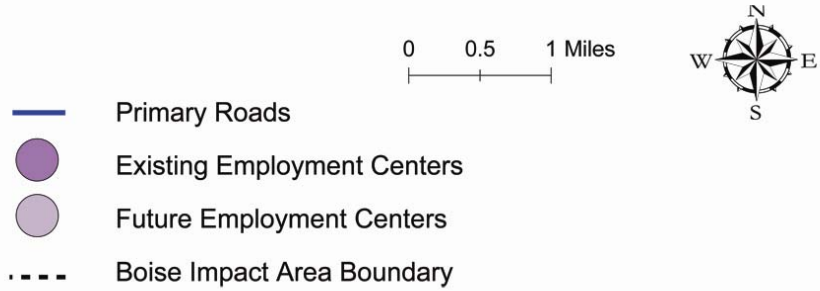 N
0 0.5 1 Miles
W E
S
Primary Roads
Existing Employment Centers
Future Employment Centers
Boise Impact Area Boundary